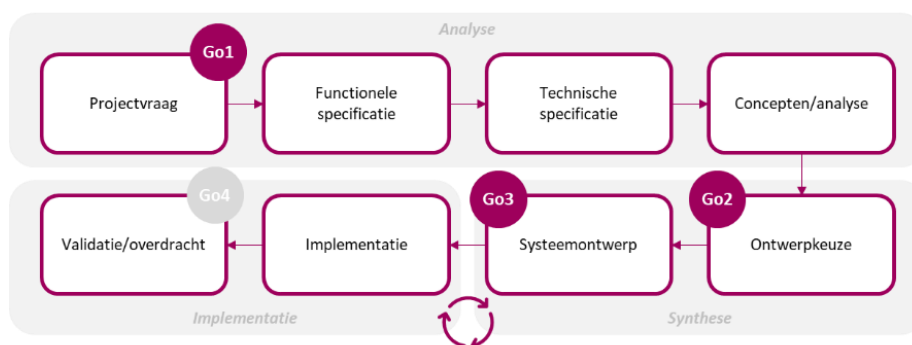 Analyse
Go1
Projectvraag
Functionele
specificatie
Technische
specificatie
Concepten/analyse
Go4
Validatie/overdracht
Implementatie
Go3
Systeemontwerp
Go2
Ontwerpkeuze
Implementatie
Synthese